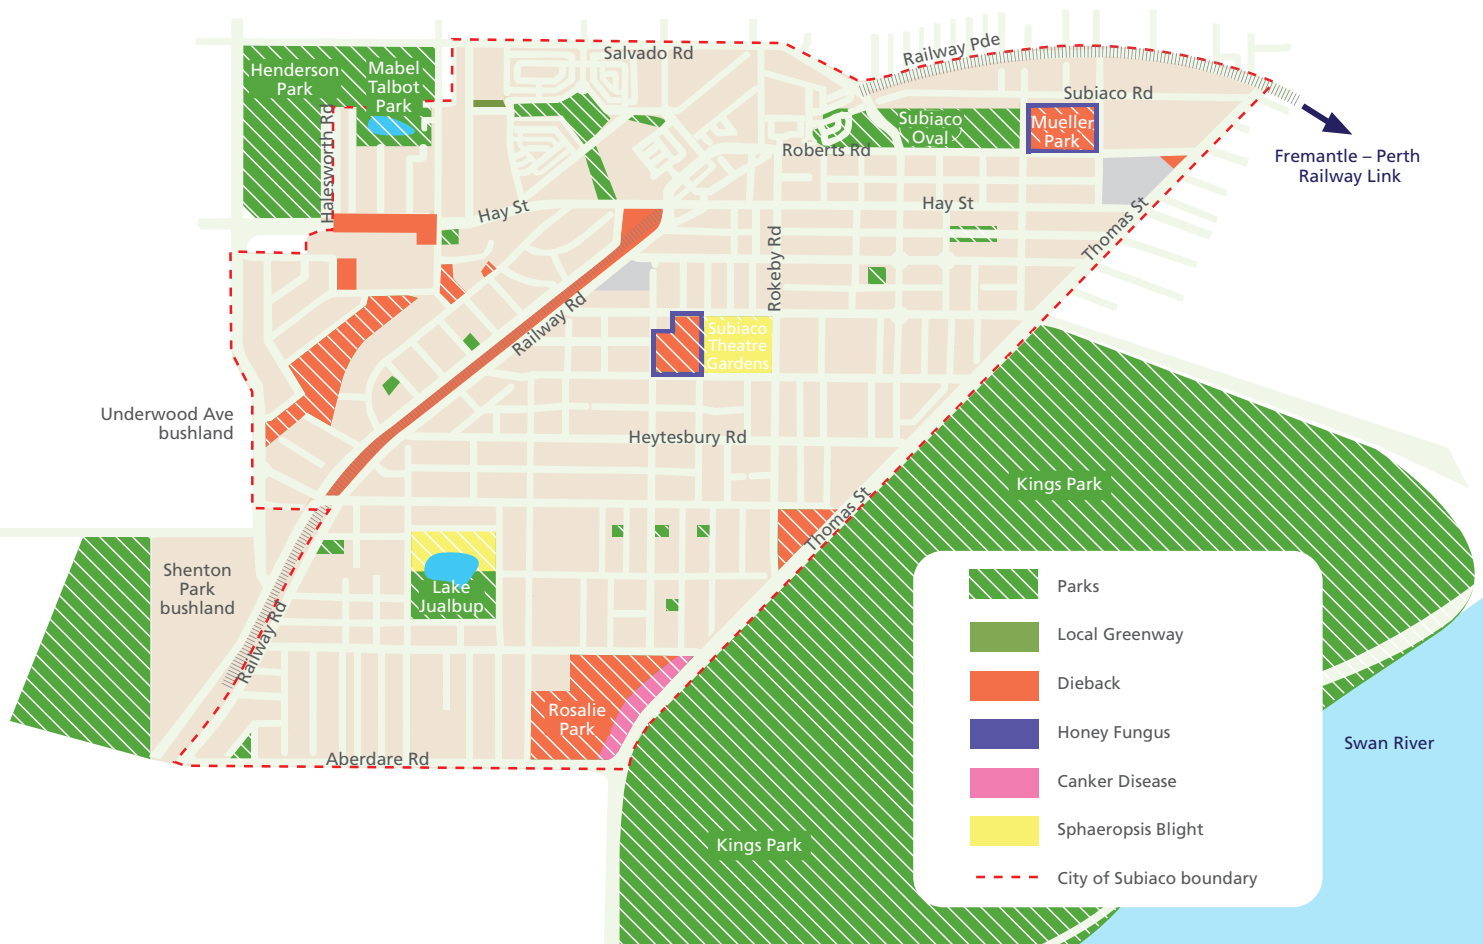 Salvado Rd
Railway Pde
Henderson
Park
Mabel
Talbot
Park
Subiaco Rd
Subiaco
Oval
Mueller
Park
Roberts Rd
Fremantle – Perth
Railway Link
Halesworth Rd
Hay St
Hay St
Thomas St
Rokeby Rd
Railway Rd
Subiaco
Theatre
Gardens
Underwood Ave
bushland
Heytesbury Rd
Kings Park
Thomas St
Shenton
Park
bushland
Lake
Jualbup
Railway Rd
Rosalie
Park
Aberdare Rd
Kings Park
Swan River
Parks
Local Greenway
Dieback
Honey Fungus
Canker Disease
Sphaeropsis Blight
City of Subiaco boundary